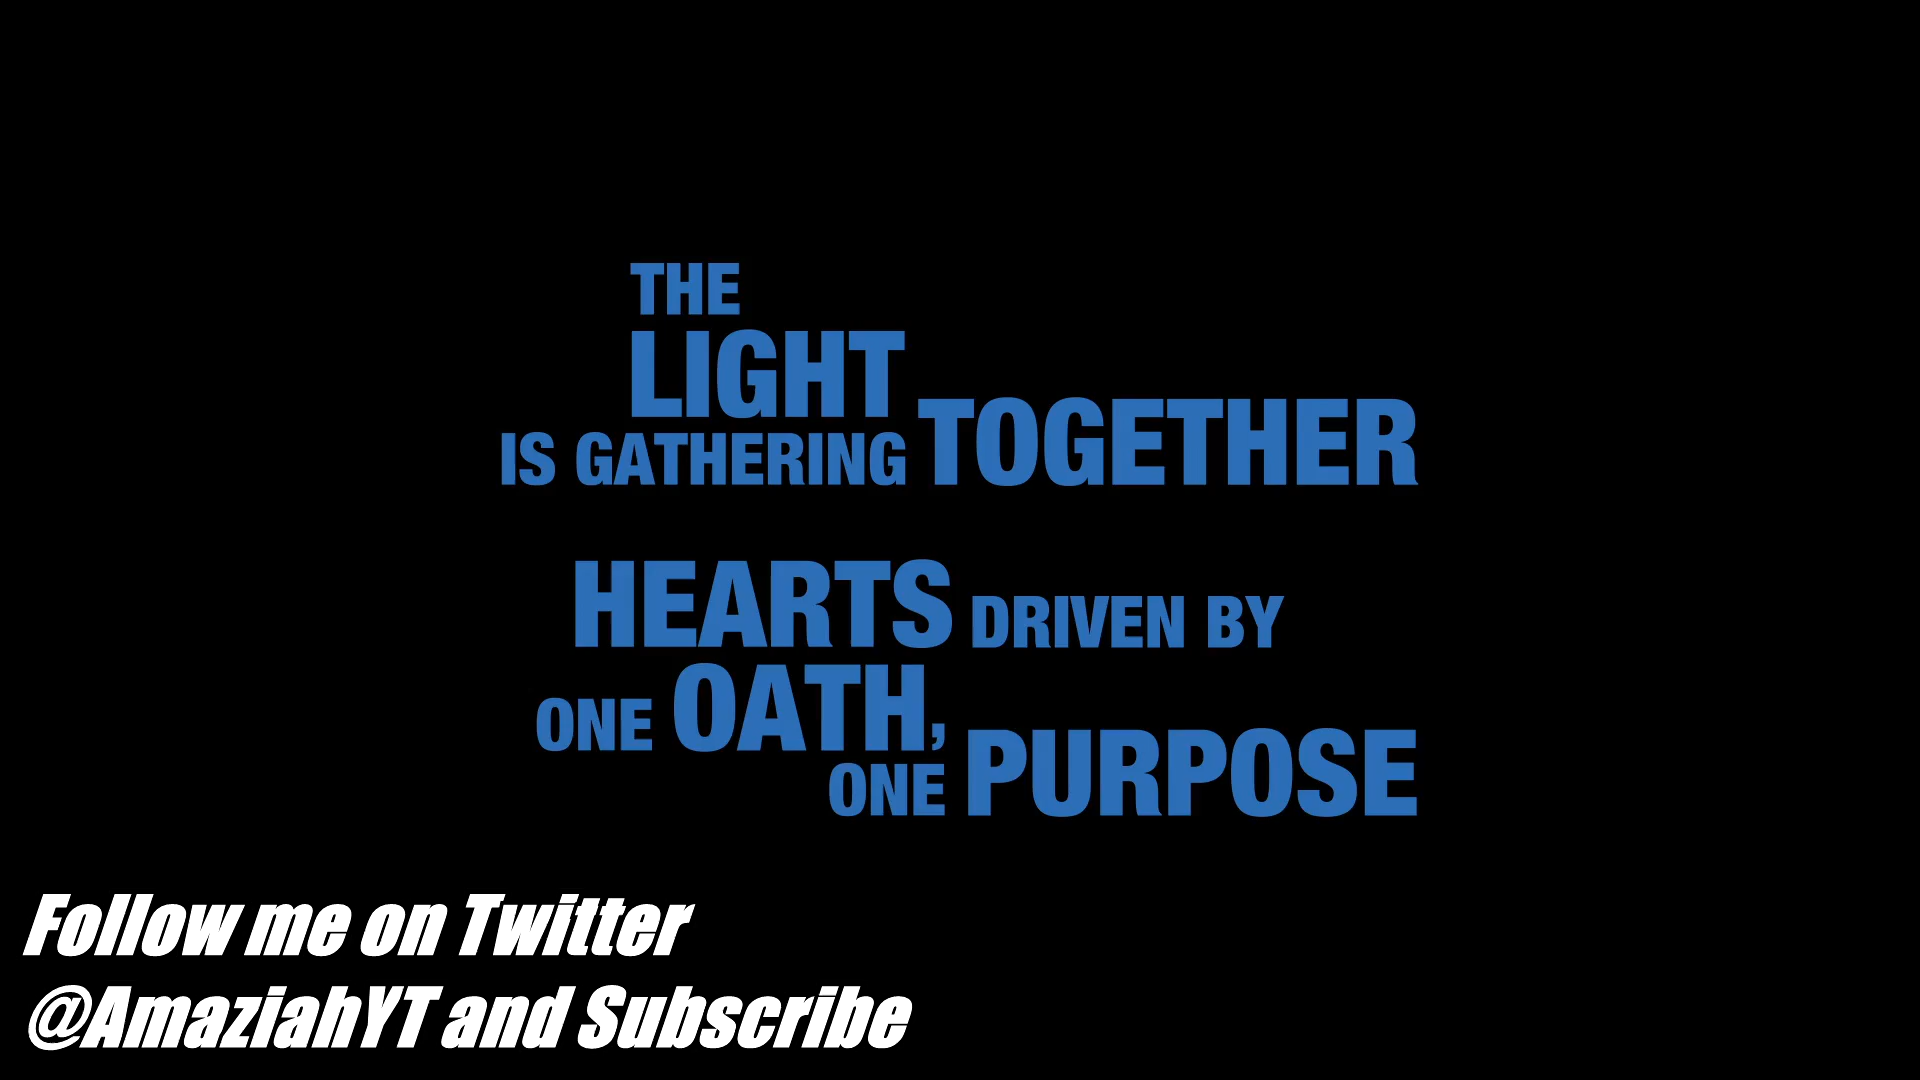 THE
LIGHT
IS GATHERING TOGETHER
HEARTS DRIVEN BY
ONE OATH,
ONE PURPOSE
Follow me on Twitter
@AmaziahYT and Subscribe